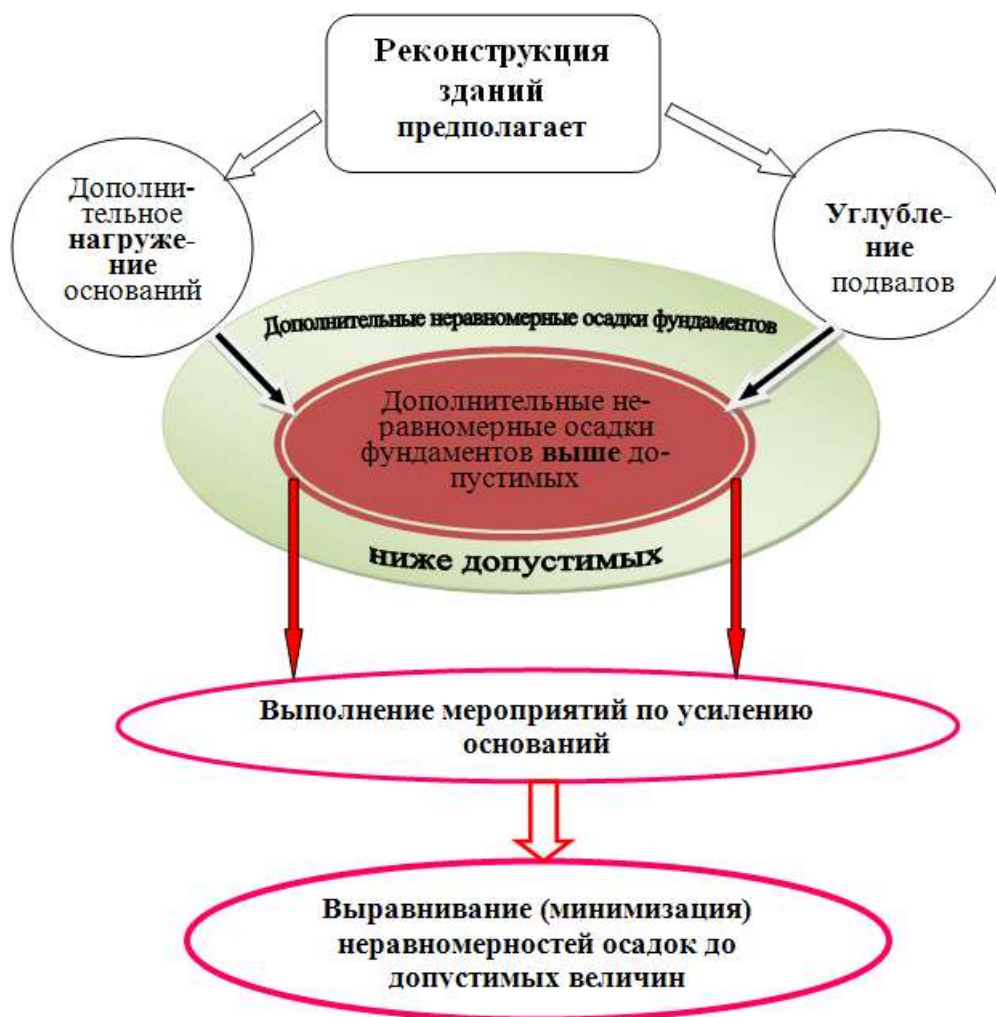 Реконструкция
зданий
предполагает
Дополни-
тельное
нагруже-
ние
оснований
Углубле-
ние
подвалов
Дополнительные неравномерные осадки фундаментов
Дополнительные не-
равномерные осадки
фундаментов выше до-
пустимых
ниже допустимых
Выполнение мероприятий по усилению
оснований
Выравнивание (минимизация)
неравномерностей осадок до
допустимых величин